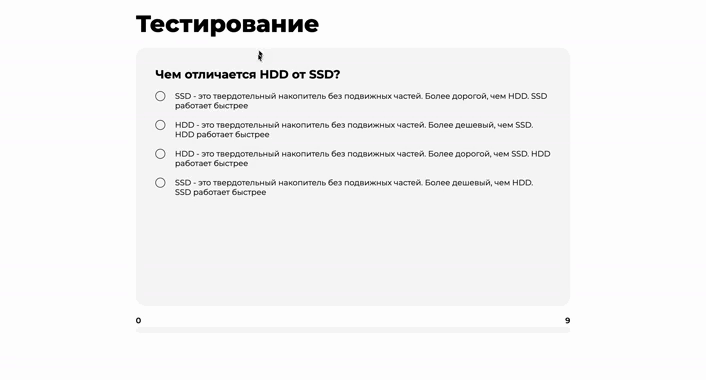 Тестирование
Чем отличается HDD от SSD?
SSD - это твердотельный накопитель без подвижных частей. Более дорогой, чем HDD. SSD
работает быстрее
HDD - это твердотельный накопитель без подвижных частей. Более дешевый, чем SSD.
HDD работает быстрее
HDD - это твердотельный накопитель без подвижных частей. Более дорогой, чем SSD. HDD
работает быстрее
SSD - это твердотельный накопитель без подвижных частей. Более дешевый, чем HDD.
SSD работает быстрее
0 9